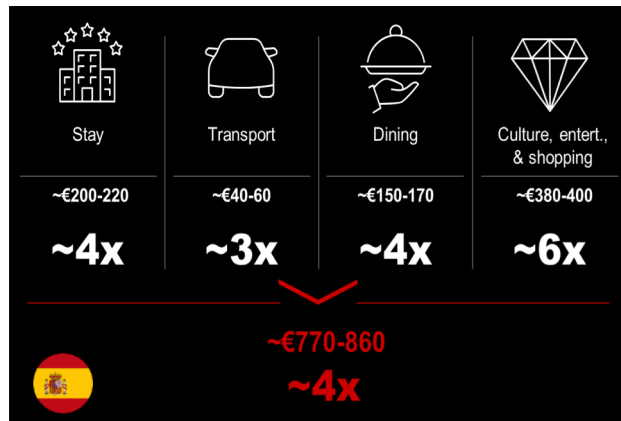 Stay
Transport
Dining
Culture, entert.,
& shopping
~€200-220
~€40-60
~€150-170
~€380-400
~4x
~3x
~4x
~6x
~€770-860
~4x